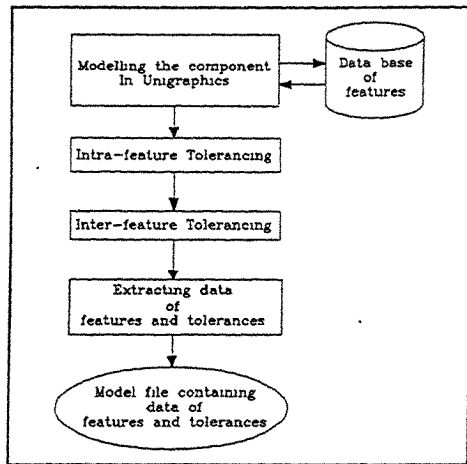 Modelling the component
In Unigraphics
Data base
of
features
Intra-feature Tolerancing
Inter-feature Tolerancing
Extracting data
of
features and tolerances
Model file containing
data of
features and tolerances